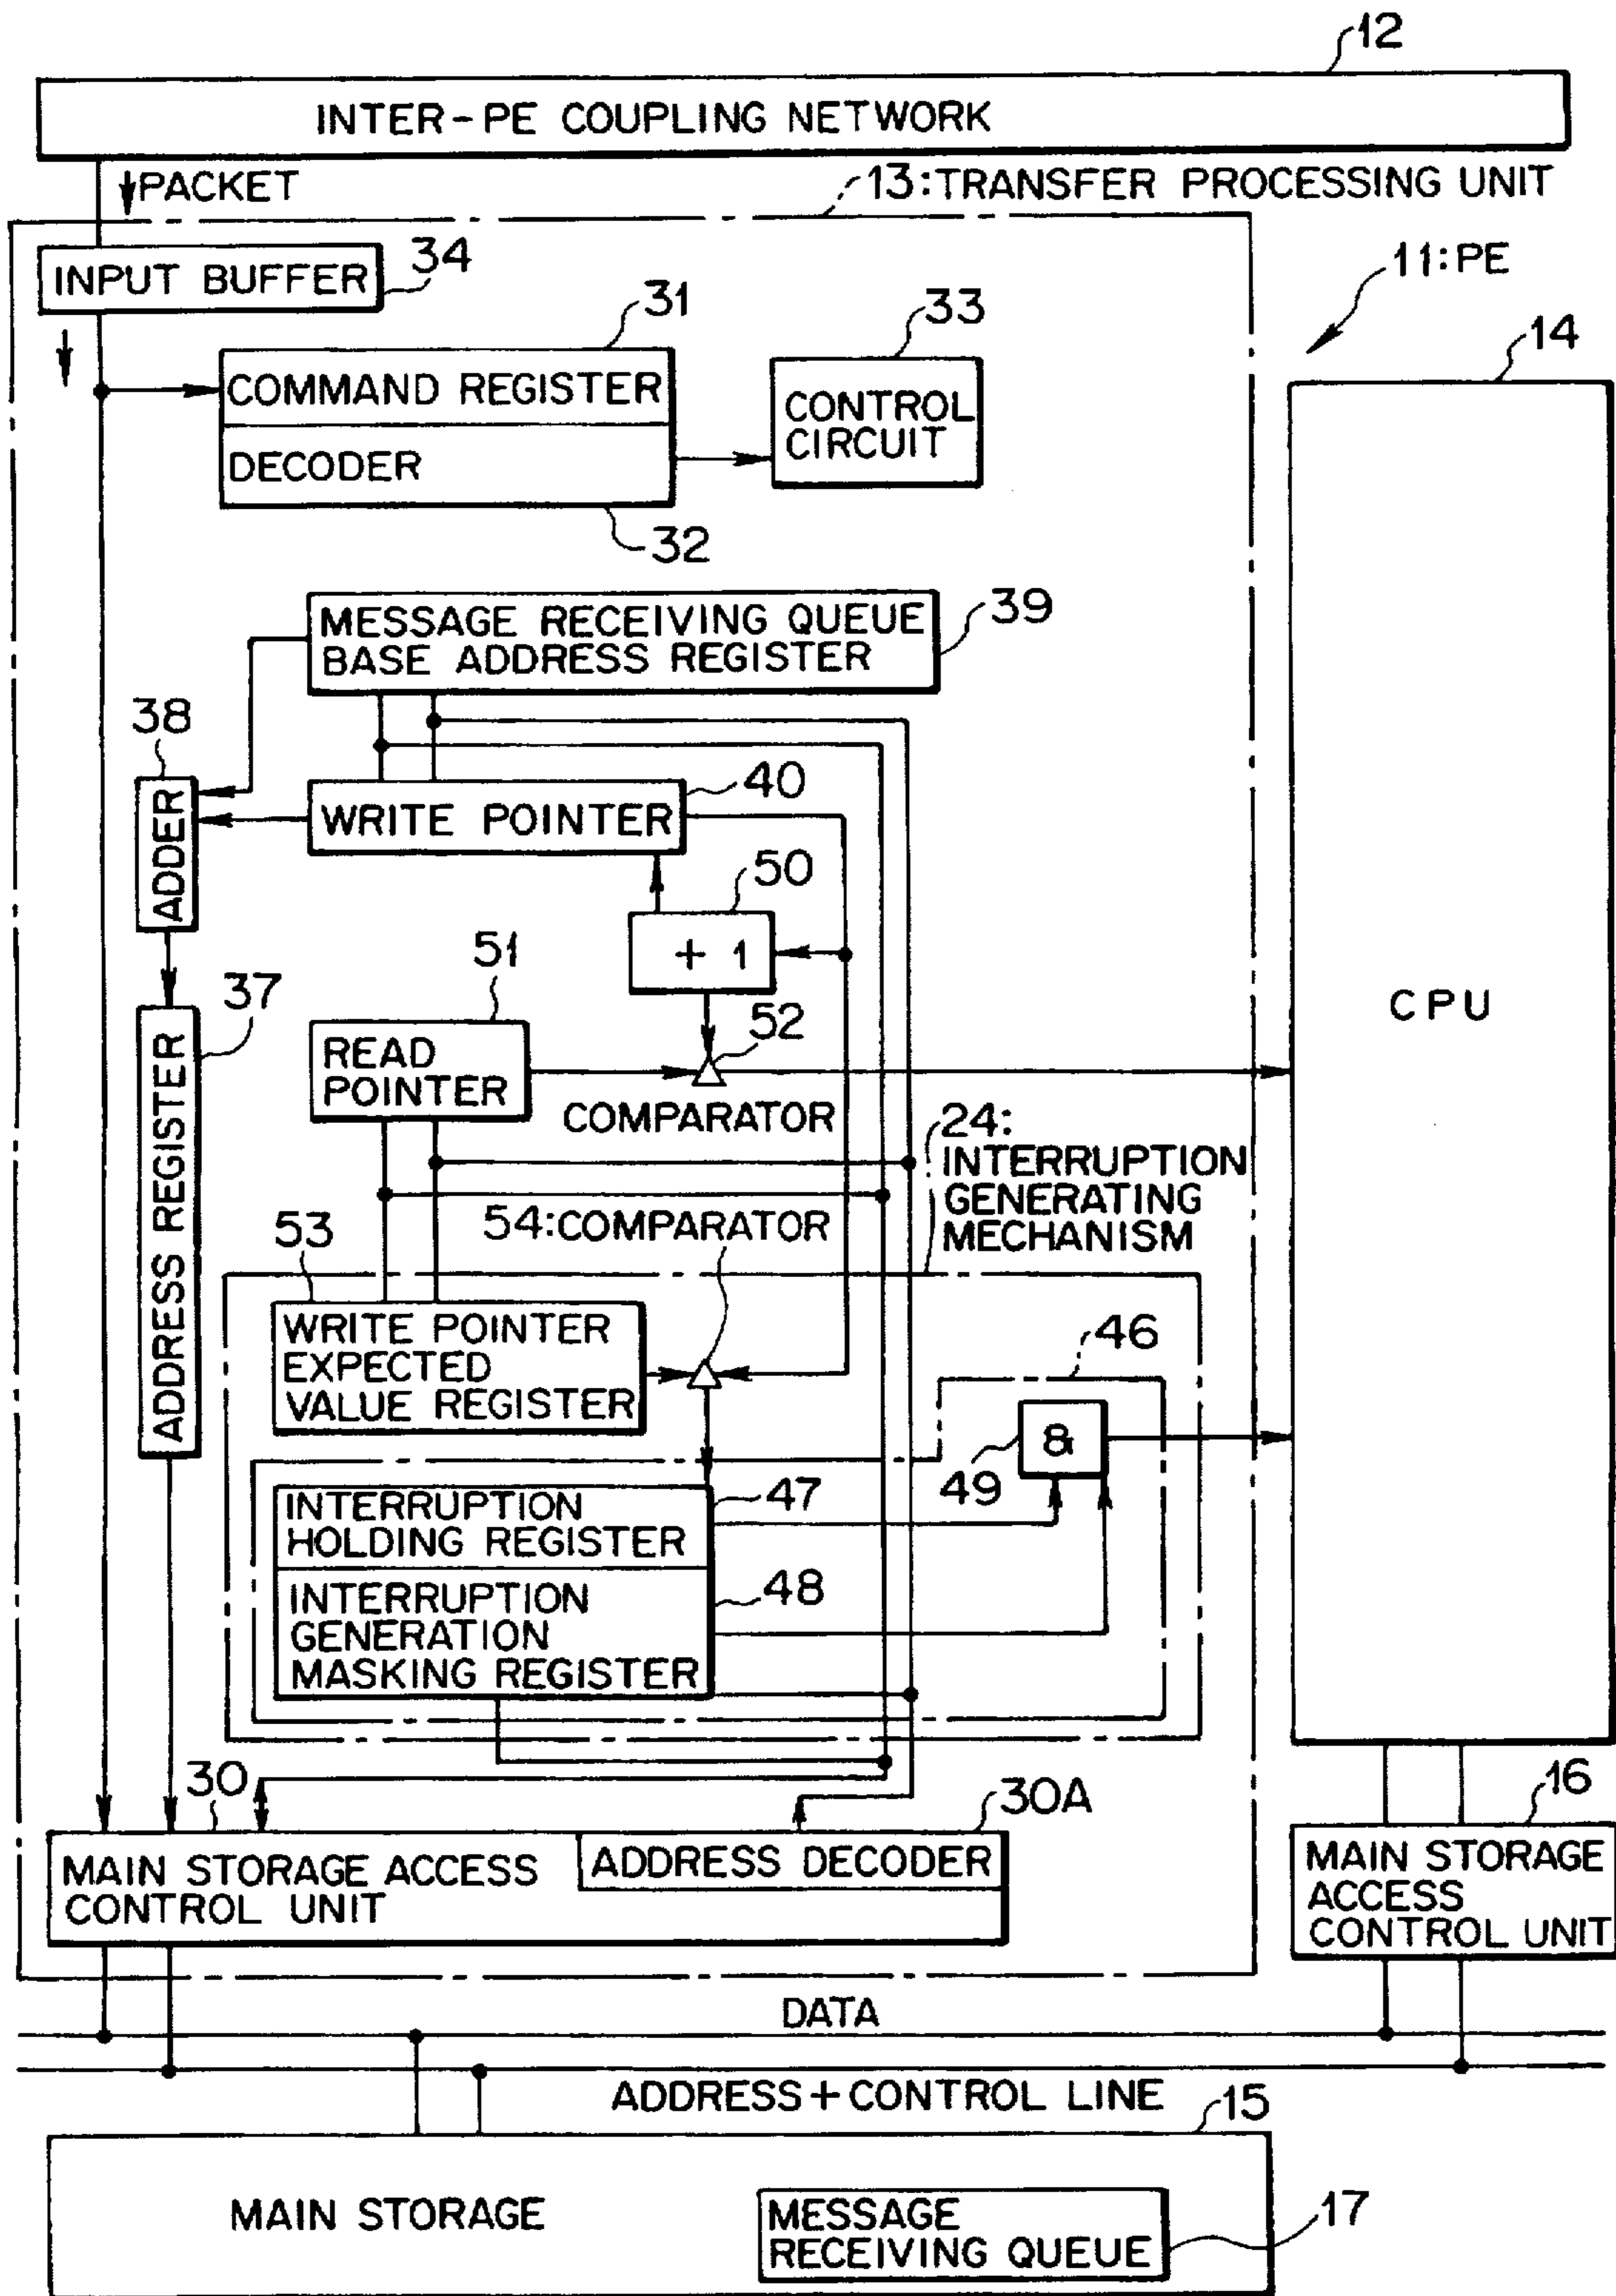 12
INTER-PE COUPLING NETWORK
PACKET
13:TRANSFER PROCESSING UNIT
INPUT BUFFER
34
11:PE
31
33
14
COMMAND REGISTER
CONTROL
CIRCUIT
DECODER
32
MESSAGE RECEIVING QUEUE
BASE ADDRESS REGISTER
39
38
40
ADDER
WRITE POINTER
50
+ 1
51
37
CPU
52
READ
POINTER
COMPARATOR
ADDRESS REGISTER
24:
INTERRUPTION
GENERATING
MECHANISM
54:COMPARATOR
53
WRITE POINTER
EXPECTED
VALUE REGISTER
46
&
49
47
INTERRUPTION
HOLDING REGISTER
48
INTERRUPTION
GENERATION
MASKING REGISTER
30
30A
16
MAIN STORAGE ACCESS
CONTROL UNIT
ADDRESS DECODER
MAIN STORAGE
ACCESS
CONTROL UNIT
DATA
ADDRESS+CONTROL LINE
15
MAIN STORAGE
MESSAGE
RECEIVING QUEUE
17